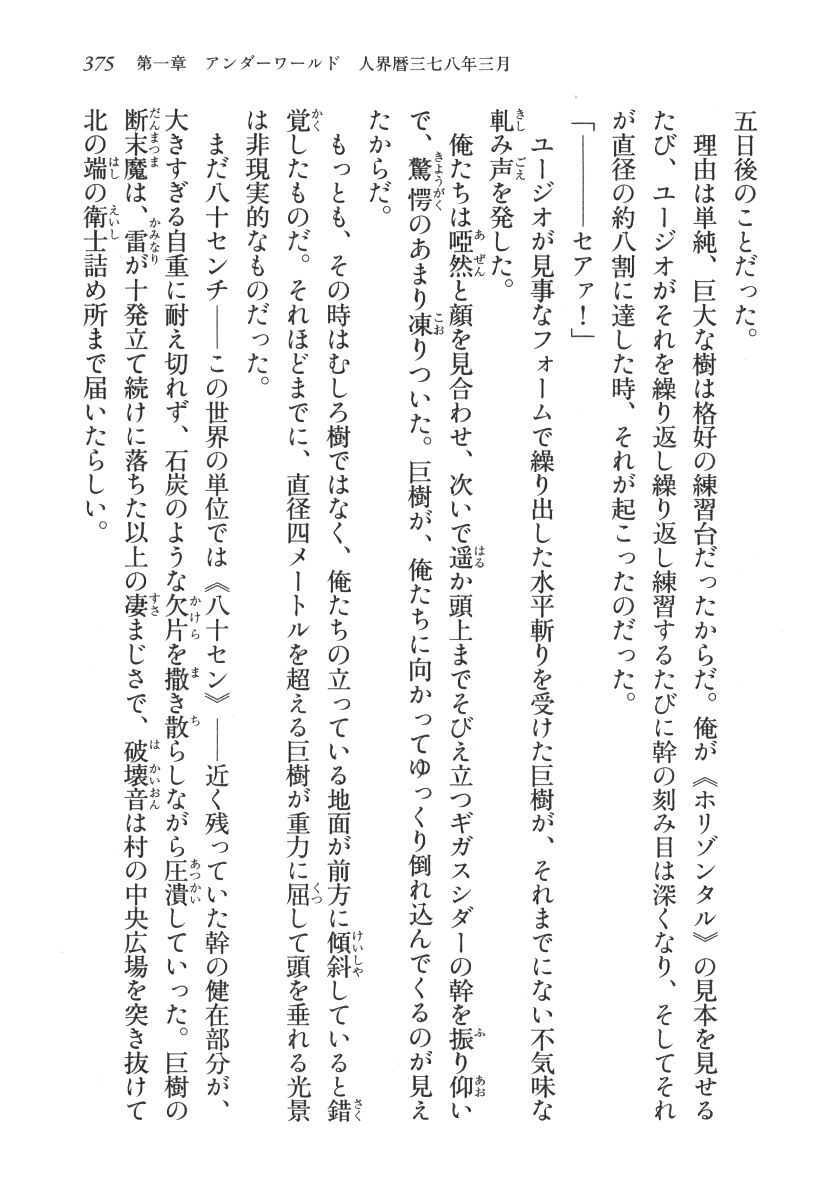 375　第一章　アンダーワールド　人界暦三七八年三月
五日後のことだった。
　理由は単純、巨大な樹は格好の練習台だったからだ。俺が《ホリゾンタル》の見本を見せる
たび、ユージオがそれを繰り返し繰り返し練習するたびに幹の刻み目は深くなり、そしてそれ
が直径の約八割に達した時、それが起こったのだった。
「――――セアァ！」
　ユージオが見事なフォームで繰り出した水平斬りを受けた巨樹が、それまでにない不気味な
軋み声を発した。
　俺たちは啞然と顔を見合わせ、次いで遥か頭上までそびえ立つギガスシダーの幹を振り仰い
で、驚愕のあまり凍りついた。巨樹が、俺たちに向かってゆっくり倒れ込んでくるのが見え
たからだ。
　もっとも、その時はむしろ樹ではなく、俺たちの立っている地面が前方に傾斜していると錯
覚したものだ。それほどまでに、直径四メートルを超える巨樹が重力に屈して頭を垂れる光景
は非現実的なものだった。
　まだ八十センチ――この世界の単位では《八十セン》――近く残っていた幹の健在部分が、
大きすぎる自重に耐え切れず、石炭のような欠片を撒き散らしながら圧潰していった。巨樹の
断末魔は、雷が十発立て続けに落ちた以上の凄まじさで、破壊音は村の中央広場を突き抜けて
北の端の衛士詰め所まで届いたらしい。